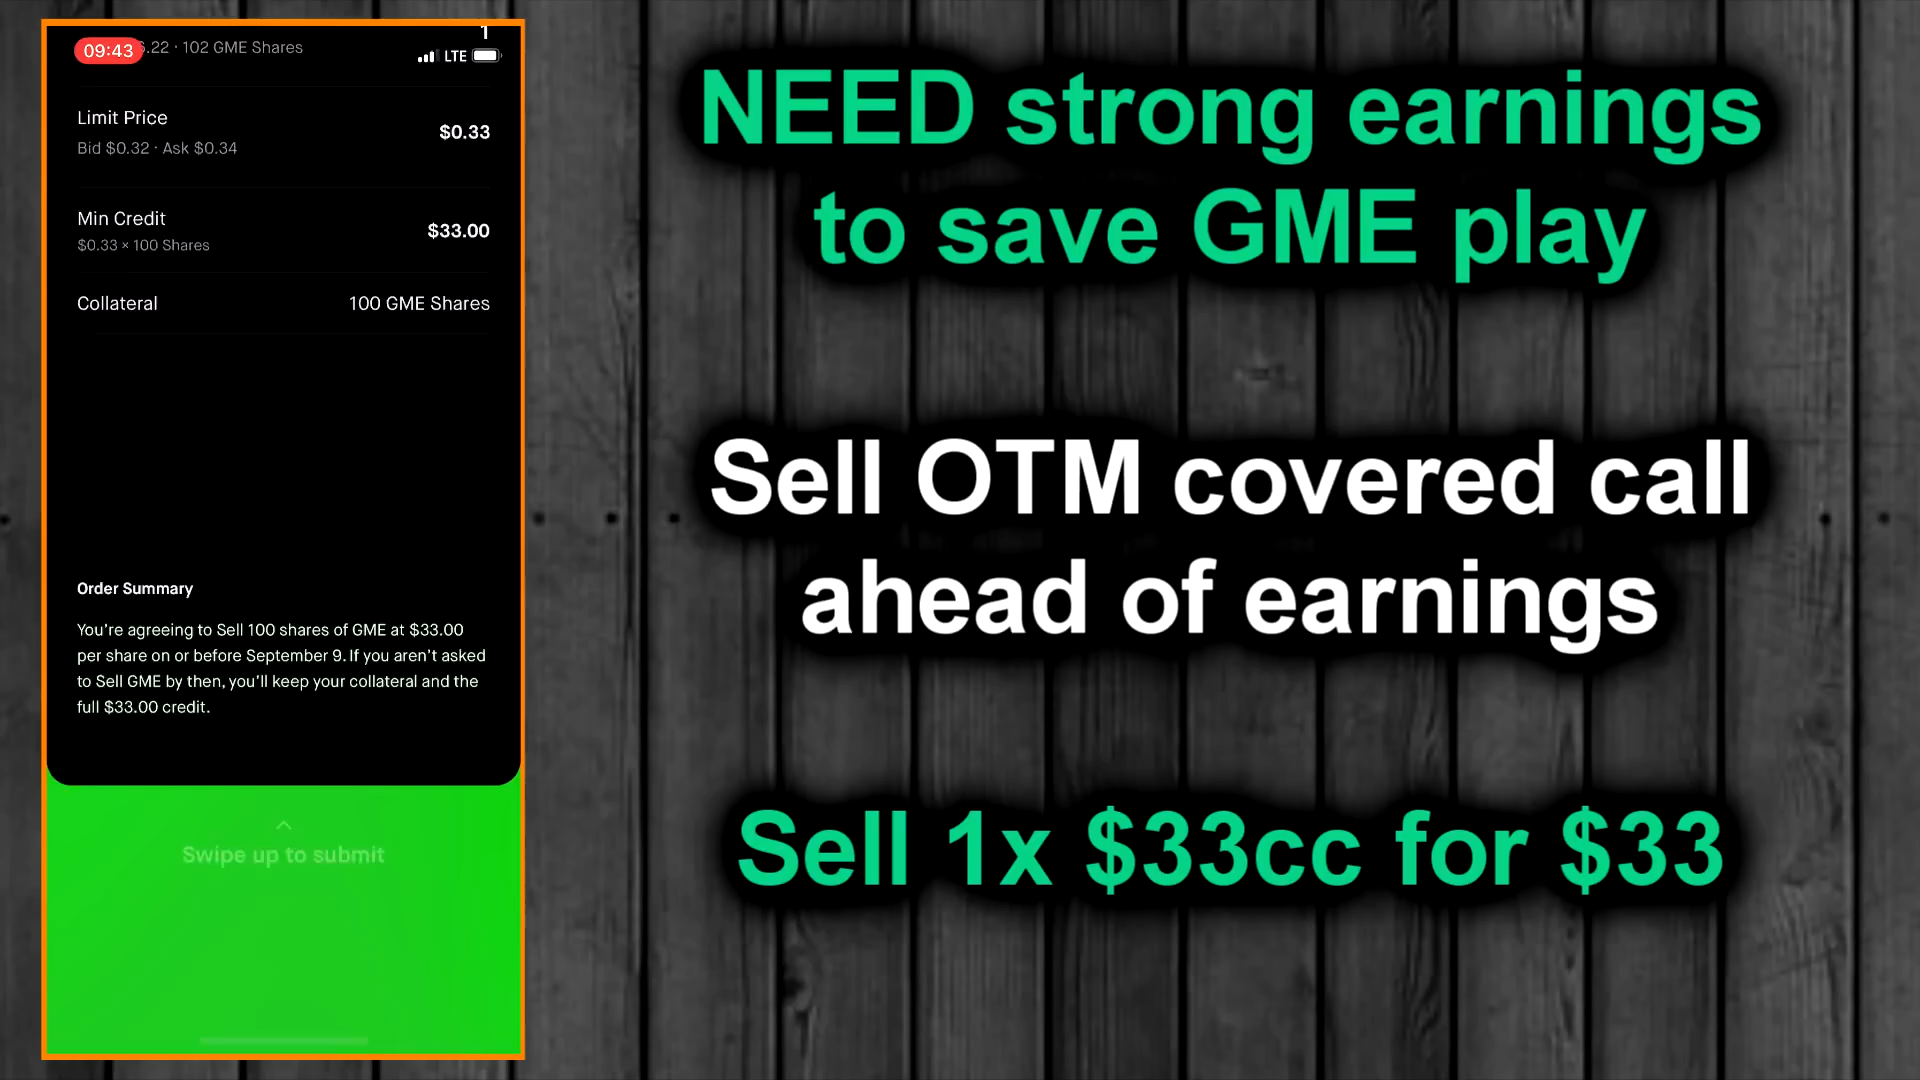 09:43
.22 · 102 GME Shares
1
LTE
Limit Price
$0.33
Bid $0.32 · Ask $0.34
Min Credit
$33.00
$0.33 × 100 Shares
Collateral
100 GME Shares
Order Summary
You’re agreeing to Sell 100 shares of GME at $33.00
per share on or before September 9. If you aren’t asked
to Sell GME by then, you’ll keep your collateral and the
full $33.00 credit.
Swipe up to submit
NEED strong earnings
to save GME play
Sell OTM covered call
ahead of earnings
Sell 1x $33cc for $33